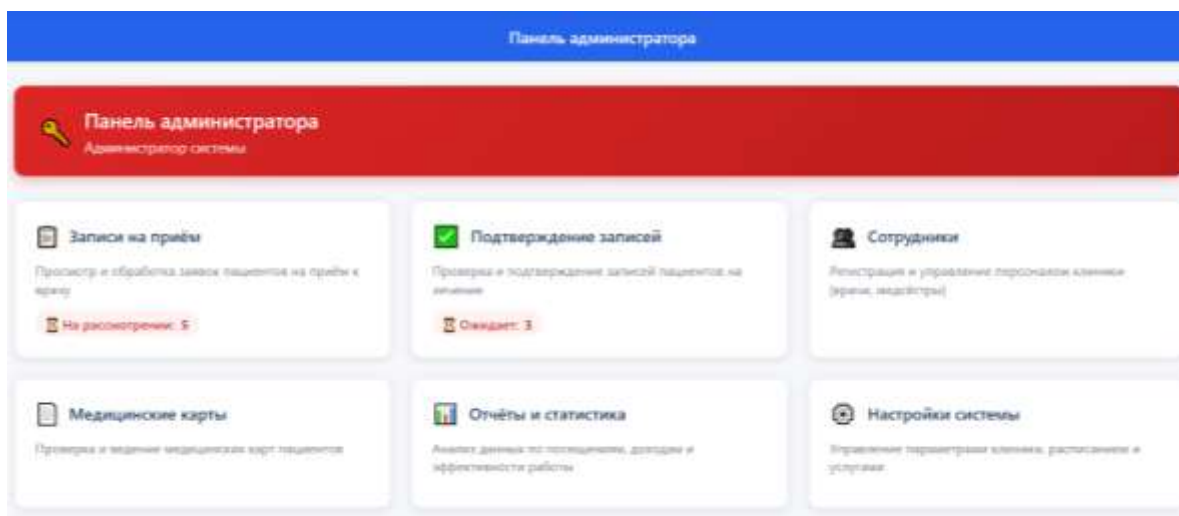 Панель администратора
Панель администратора
Администратор системы
Записи на приём
Просмотр и обработка заявок пациентов на приём к
врачу
На рассмотрении: 5
Подтверждение записей
Проверка и подтверждение записей пациентов на
лечение
Ожидает: 3
Сотрудники
Регистрация и управление персоналом клиники
(врачи, медсёстры)
Медицинские карты
Проверка и ведение медицинских карт пациентов
Отчёты и статистика
Анализ данных по посещениям, доходам и
эффективности работы
Настройки системы
Управление параметрами клиники, расписанием и
услугами